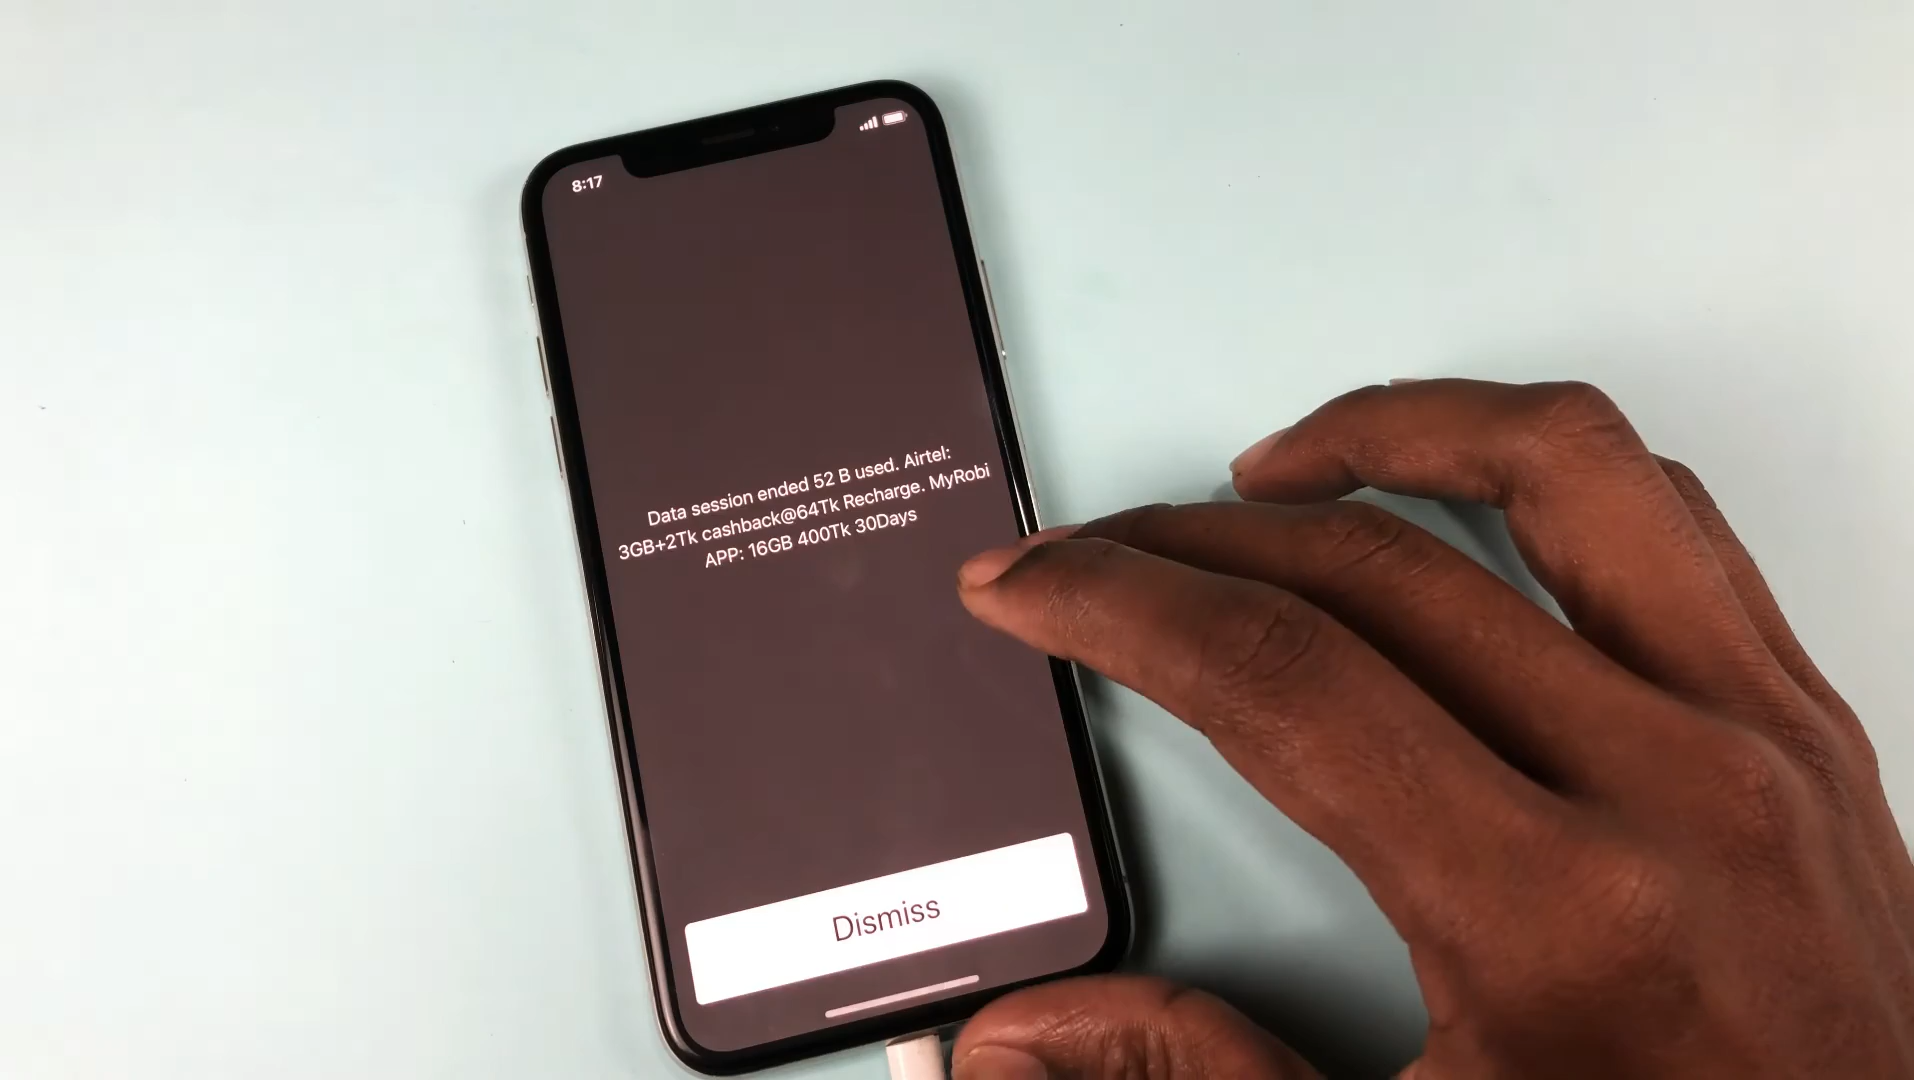 8:17
Data session ended 52 B used. Airtel:
3GB+2Tk cashback@64Tk Recharge. MyRobi
APP: 16GB 400Tk 30Days
Dismiss